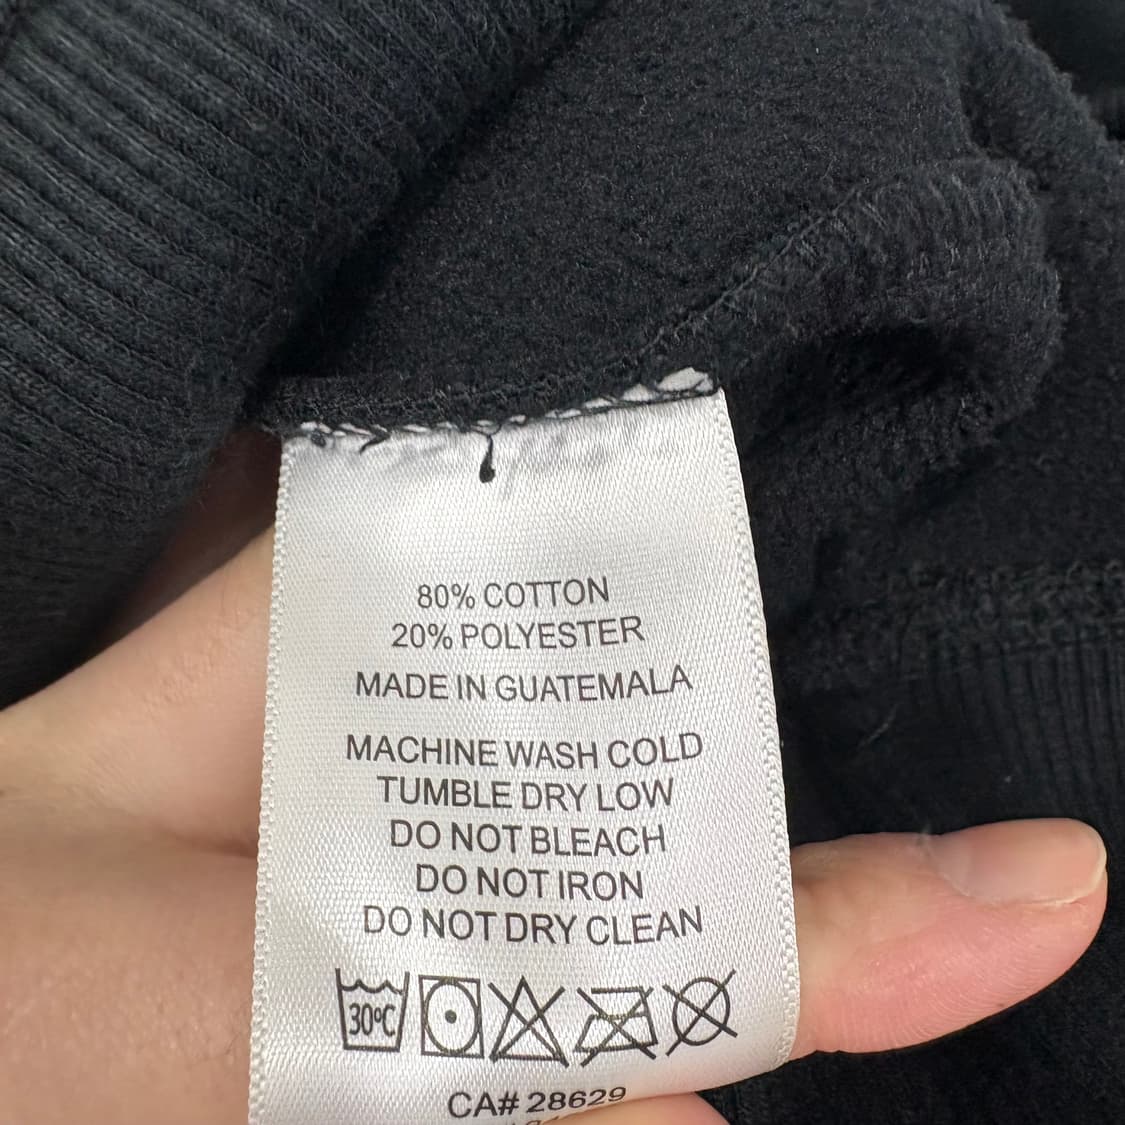 80% COTTON
20% POLYESTER
MADE IN GUATEMALA
MACHINE WASH COLD
TUMBLE DRY LOW
DO NOT BLEACH
DO NOT IRON
DO NOT DRY CLEAN
30°C
CA# 28629